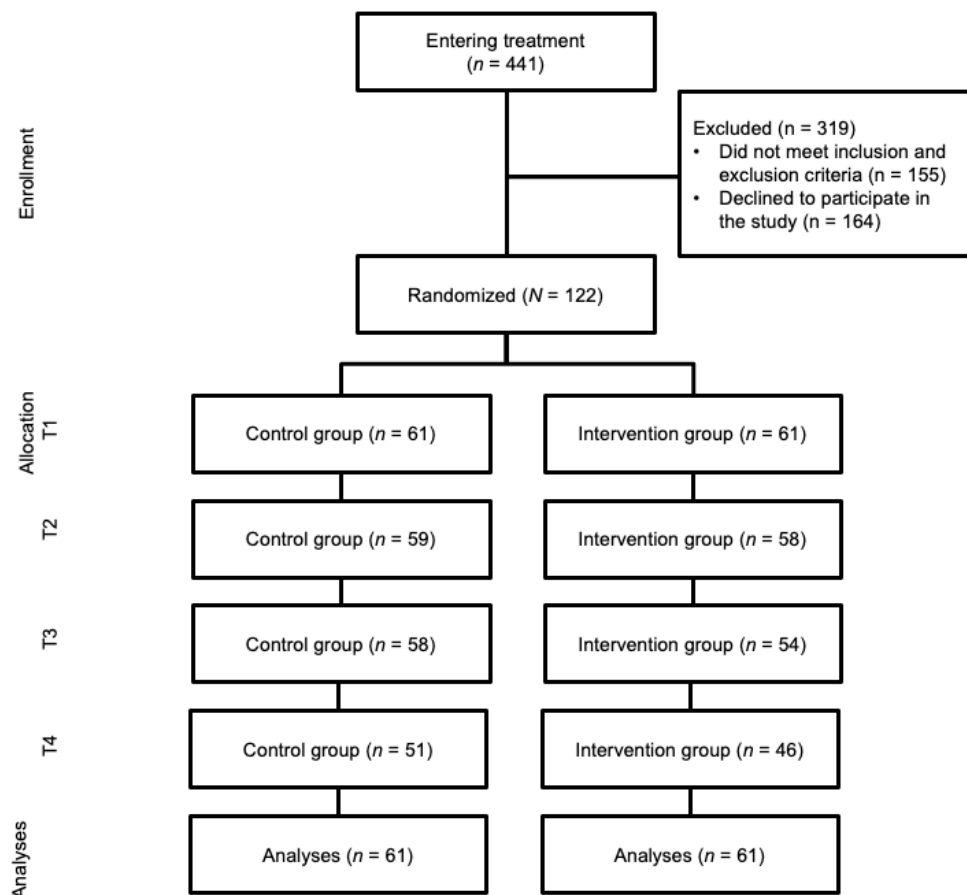 Entering treatment
(n = 441)
Enrollment
Excluded (n = 319)
• Did not meet inclusion and
exclusion criteria (n = 155)
• Declined to participate in
the study (n = 164)
Randomized (N = 122)
Allocation
T1
Control group (n = 61)
Intervention group (n = 61)
T2
Control group (n = 59)
Intervention group (n = 58)
T3
Control group (n = 58)
Intervention group (n = 54)
T4
Control group (n = 51)
Intervention group (n = 46)
Analyses
Analyses (n = 61)
Analyses (n = 61)